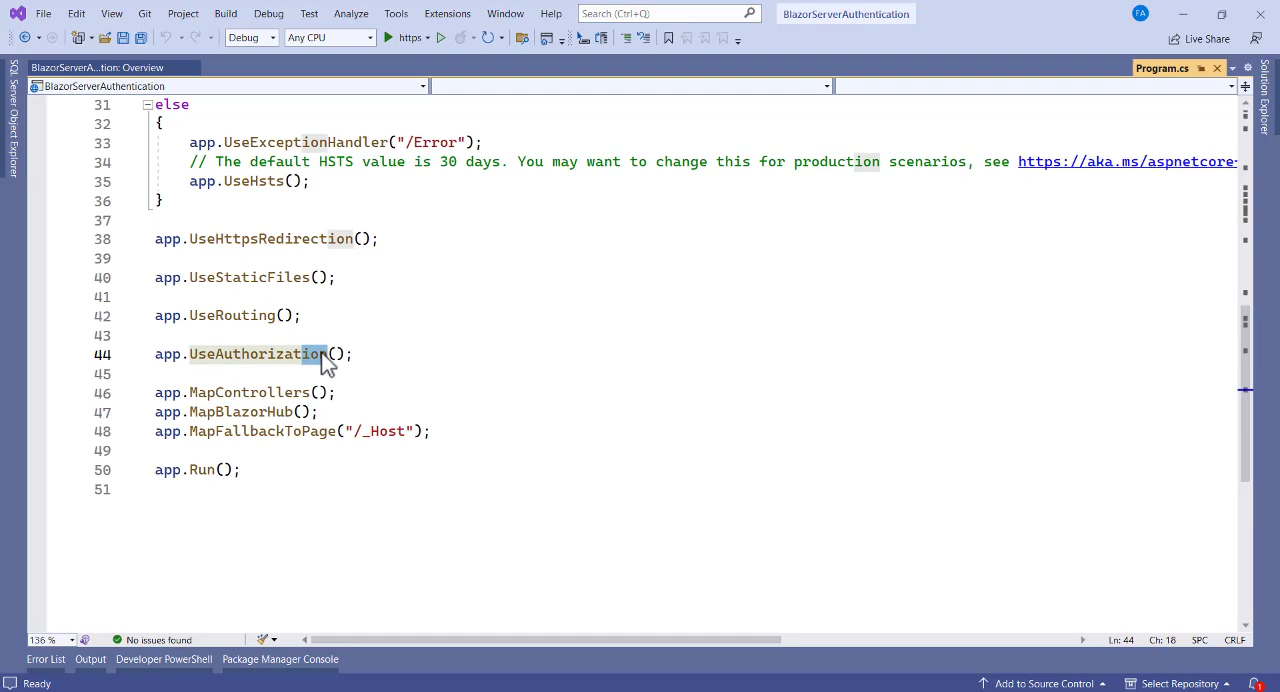 File Edit View Git Project Build Debug Test Analyze Tools Extensions Window Help Search (Ctrl+Q) BlazorServerAuthentication FA
Debug Any CPU https Live Share
BlazorServerA...tion: Overview Program.cs
BlazorServerAuthentication
SQL Server Object Explorer
Solution Explorer
31 else
32 {
33 app.UseExceptionHandler("/Error");
34 // The default HSTS value is 30 days. You may want to change this for production scenarios, see https://aka.ms/aspnetcore-
35 app.UseHsts();
36 }
37
38 app.UseHttpsRedirection();
39
40 app.UseStaticFiles();
41
42 app.UseRouting();
43
44 app.UseAuthorization();
45
46 app.MapControllers();
47 app.MapBlazorHub();
48 app.MapFallbackToPage("/_Host");
49
50 app.Run();
51
136 % No issues found Ln: 44 Ch: 18 SPC CRLF
Error List Output Developer PowerShell Package Manager Console
Ready Add to Source Control Select Repository 1